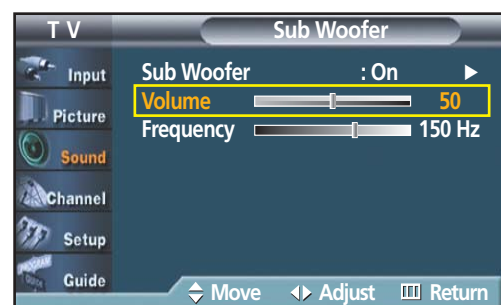 TV Sub Woofer
Input
Picture
Sound
Channel
Setup
Guide
Sub Woofer : On ►
Volume 50
Frequency 150 Hz
Move Adjust Return